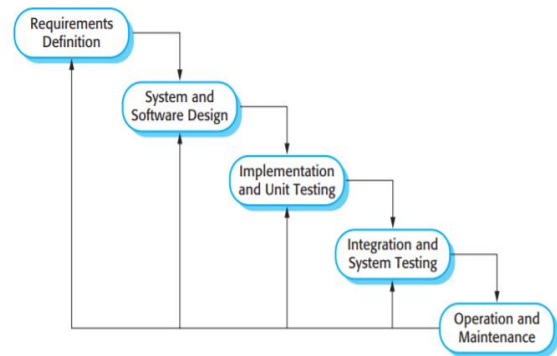 Requirements
Definition
System and
Software Design
Implementation
and Unit Testing
Integration and
System Testing
Operation and
Maintenance